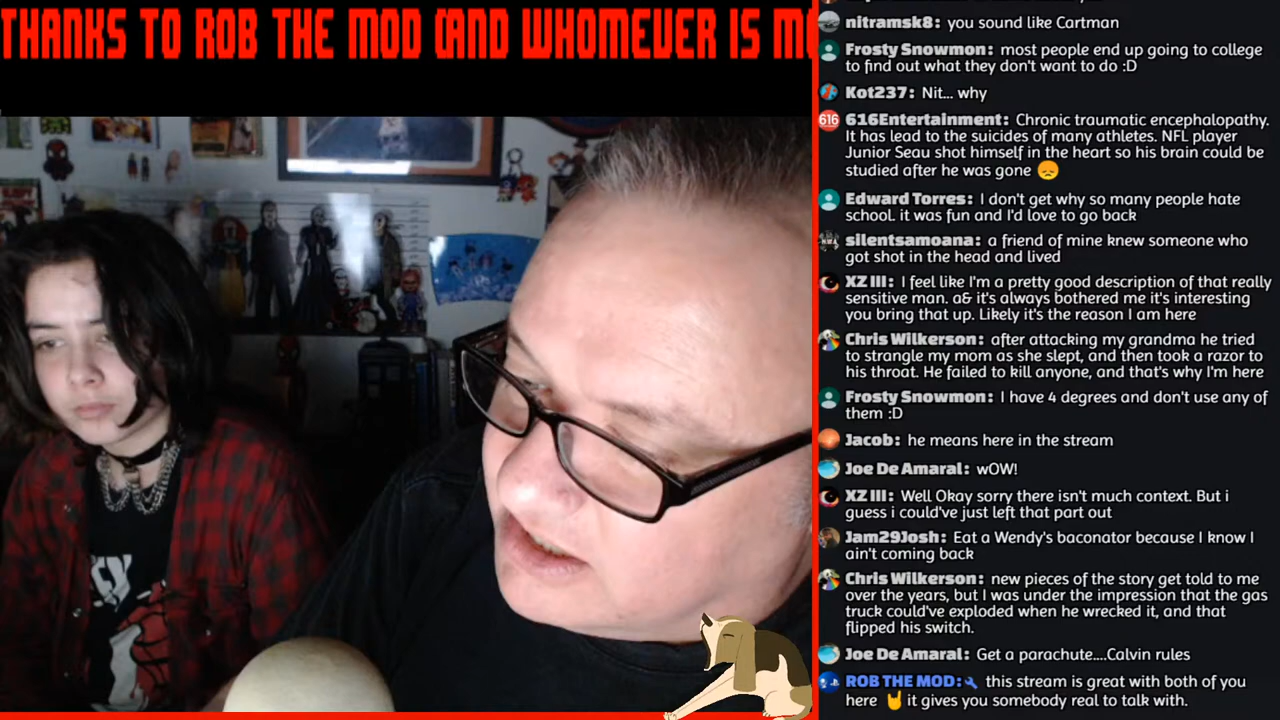 THANKS TO ROB THE MOD (AND WHOMEVER IS MO
nitramsk8: you sound like Cartman
Frosty Snowmon: most people end up going to college
to find out what they don't want to do :D
Kot237: Nit... why
616 616Entertainment: Chronic traumatic encephalopathy.
It has lead to the suicides of many athletes. NFL player
Junior Seau shot himself in the heart so his brain could be
studied after he was gone 😞
Edward Torres: I don't get why so many people hate
school. it was fun and I'd love to go back
silentsamoana: a friend of mine knew someone who
got shot in the head and lived
XZ III: I feel like I'm a pretty good description of that really
sensitive man. a& it's always bothered me it's interesting
you bring that up. Likely it's the reason I am here
Chris Wilkerson: after attacking my grandma he tried
to strangle my mom as she slept, and then took a razor to
his throat. He failed to kill anyone, and that's why I'm here
Frosty Snowmon: I have 4 degrees and don't use any of
them :D
Jacob: he means here in the stream
Joe De Amaral: wOW!
XZ III: Well Okay sorry there isn't much context. But i
guess i could've just left that part out
Jam29Josh: Eat a Wendy's baconator because I know I
ain't coming back
Chris Wilkerson: new pieces of the story get told to me
over the years, but I was under the impression that the gas
truck could've exploded when he wrecked it, and that
flipped his switch.
Joe De Amaral: Get a parachute....Calvin rules
ROB THE MOD:🔧 this stream is great with both of you
here 🤘 it gives you somebody real to talk with.